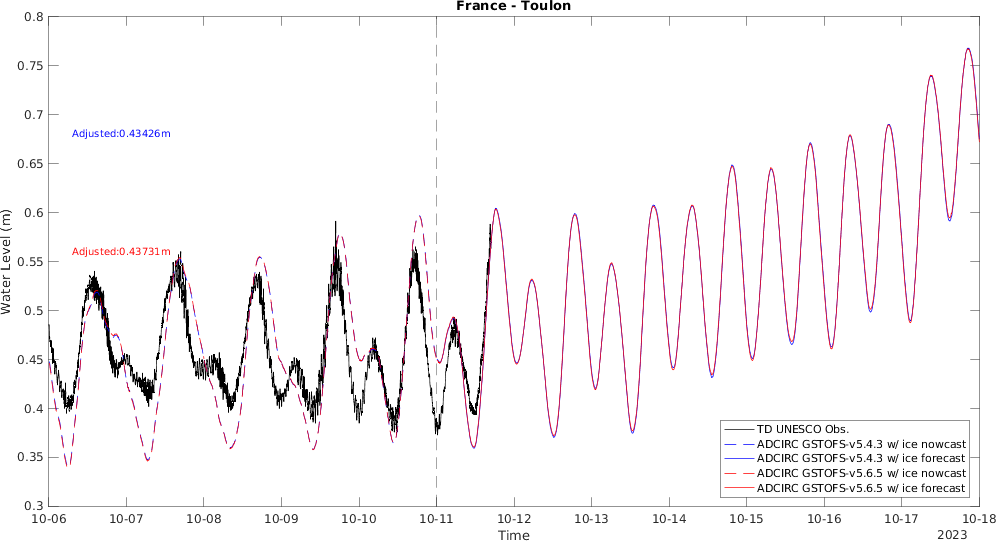 France - Toulon
0.8
0.75
0.7
0.65
0.6
0.55
0.5
0.45
0.4
0.35
0.3
Water Level (m)
Adjusted:0.43426m
Adjusted:0.43731m
TD UNESCO Obs.
ADCIRC GSTOFS-v5.4.3 w/ ice nowcast
ADCIRC GSTOFS-v5.4.3 w/ ice forecast
ADCIRC GSTOFS-v5.6.5 w/ ice nowcast
ADCIRC GSTOFS-v5.6.5 w/ ice forecast
10-06 10-07 10-08 10-09 10-10 10-11 10-12 10-13 10-14 10-15 10-16 10-17 10-18
Time
2023